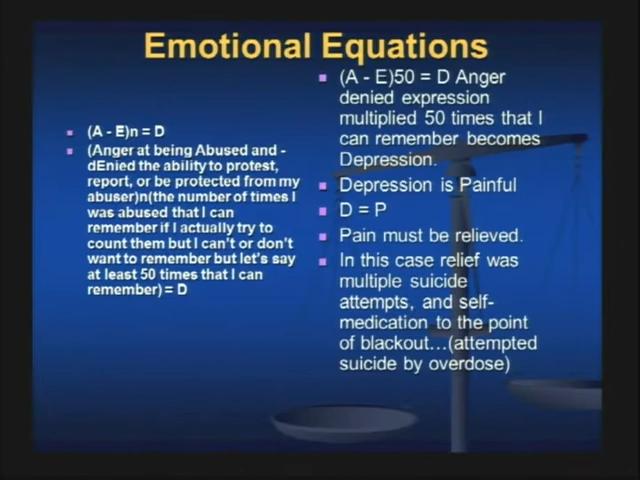 Emotional Equations
(A - E)n = D
(Anger at being Abused and -
dEnied the ability to protest,
report, or be protected from my
abuser)n(the number of times I
was abused that I can
remember if I actually try to
count them but I can't or don't
want to remember but let's say
at least 50 times that I can
remember) = D
(A - E)50 = D Anger
denied expression
multiplied 50 times that I
can remember becomes
Depression.
Depression is Painful
D = P
Pain must be relieved.
In this case relief was
multiple suicide
attempts, and self-
medication to the point
of blackout…(attempted
suicide by overdose)